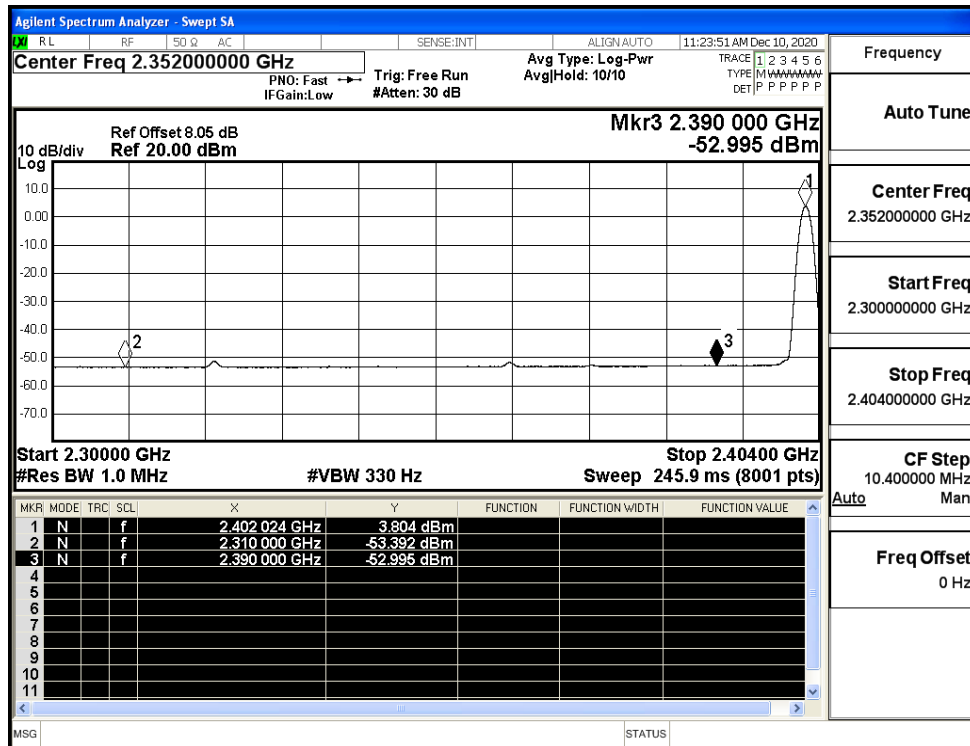 Agilent Spectrum Analyzer - Swept SA
LXI RL RF 50 Ω AC SENSE:INT ALIGN AUTO 11:23:51 AM Dec 10, 2020
Center Freq 2.352000000 GHz
PNO: Fast
IFGain:Low
Trig: Free Run
#Atten: 30 dB
Avg Type: Log-Pwr
Avg|Hold: 10/10
TRACE 1 2 3 4 5 6
TYPE M
DET P P P P P P
Mkr3 2.390 000 GHz
-52.995 dBm
Ref Offset 8.05 dB
10 dB/div Ref 20.00 dBm
Log
10.0
0.00
-10.0
-20.0
-30.0
-40.0
-50.0
-60.0
-70.0
1
2
3
Start 2.30000 GHz Stop 2.40400 GHz
#Res BW 1.0 MHz #VBW 330 Hz Sweep 245.9 ms (8001 pts)
MKR MODE TRC SCL X Y FUNCTION FUNCTION WIDTH FUNCTION VALUE
1 N f 2.402 024 GHz 3.804 dBm
2 N f 2.310 000 GHz -53.392 dBm
3 N f 2.390 000 GHz -52.995 dBm
4
5
6
7
8
9
10
11
MSG STATUS
Frequency
Auto Tune
Center Freq
2.352000000 GHz
Start Freq
2.300000000 GHz
Stop Freq
2.404000000 GHz
CF Step
10.400000 MHz
Auto Man
Freq Offset
0 Hz